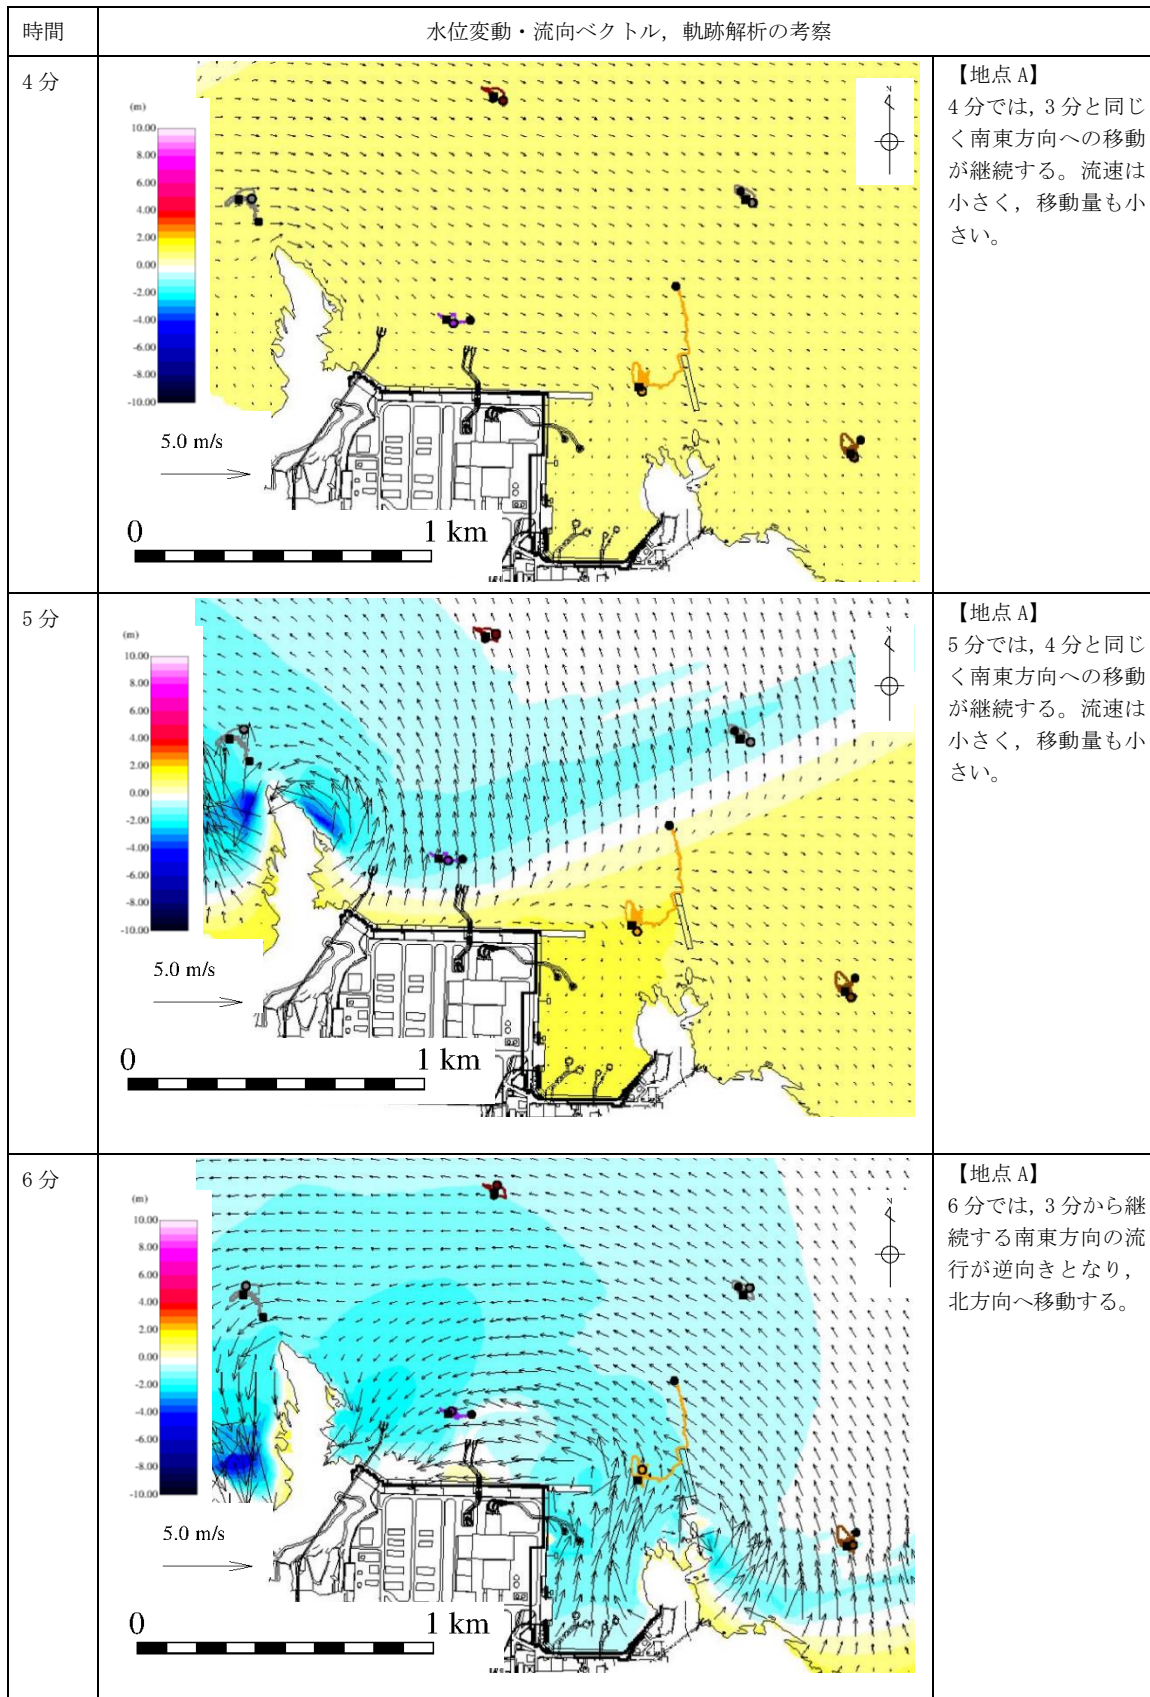 時間
水位変動・流向ベクトル，軌跡解析の考察
4 分
(m)
10.00
8.00
6.00
4.00
2.00
0.00
-2.00
-4.00
-6.00
-8.00
-10.00
5.0 m/s
0
1 km
N
【地点 A】
4 分では，3 分と同じ
く南東方向への移動
が継続する。流速は
小さく，移動量も小
さい。
5 分
(m)
10.00
8.00
6.00
4.00
2.00
0.00
-2.00
-4.00
-6.00
-8.00
-10.00
5.0 m/s
0
1 km
N
【地点 A】
5 分では，4 分と同じ
く南東方向への移動
が継続する。流速は
小さく，移動量も小
さい。
6 分
(m)
10.00
8.00
6.00
4.00
2.00
0.00
-2.00
-4.00
-6.00
-8.00
-10.00
5.0 m/s
0
1 km
N
【地点 A】
6 分では，3 分から継
続する南東方向の流
行が逆向きとなり，
北方向へ移動する。